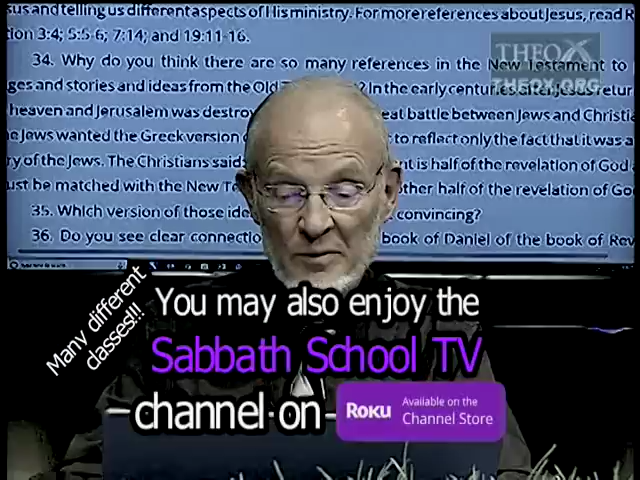 sus and telling us different aspects of His ministry. For more references about Jesus, read R
tion 3:4; 5:5-6; 7:14; and 19:11-16.
34. Why do you think there are so many references in the New Testament to
ges and stories and ideas from the Old ? In the early centuries after Jesus retur
heaven and Jerusalem was destroy eat battle between Jews and Christia
e Jews wanted the Greek version to reflect only the fact that it was a
ry of the Jews. The Christians said: nt is half of the revelation of God
ust be matched with the New Te other half of the revelation of Go
35. Which version of those ide convincing?
36. Do you see clear connectio book of Daniel of the book of Rev
THEOX
THEOX.ORG
Many different
classes!!!
You may also enjoy the
Sabbath School TV
channel on
ROKU
Available on the
Channel Store